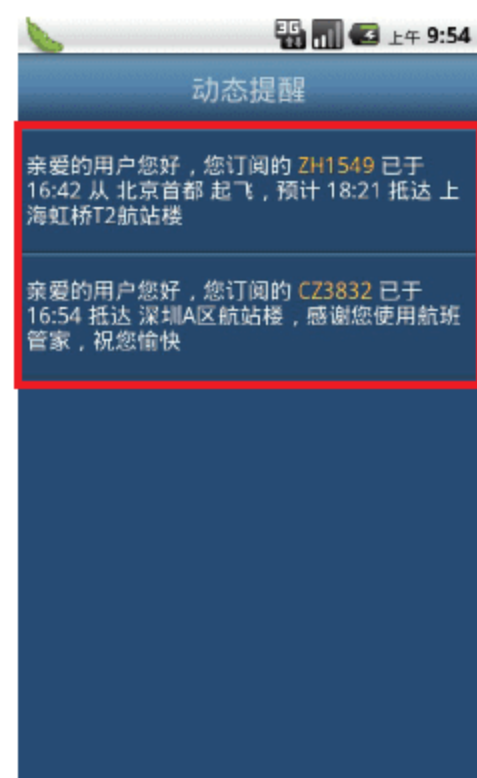 3G 上午 9:54
动态提醒
亲爱的用户您好，您订阅的 ZH1549 已于
16:42 从 北京首都 起飞，预计 18:21 抵达 上
海虹桥T2航站楼
亲爱的用户您好，您订阅的 CZ3832 已于
16:54 抵达 深圳A区航站楼，感谢您使用航班
管家，祝您愉快